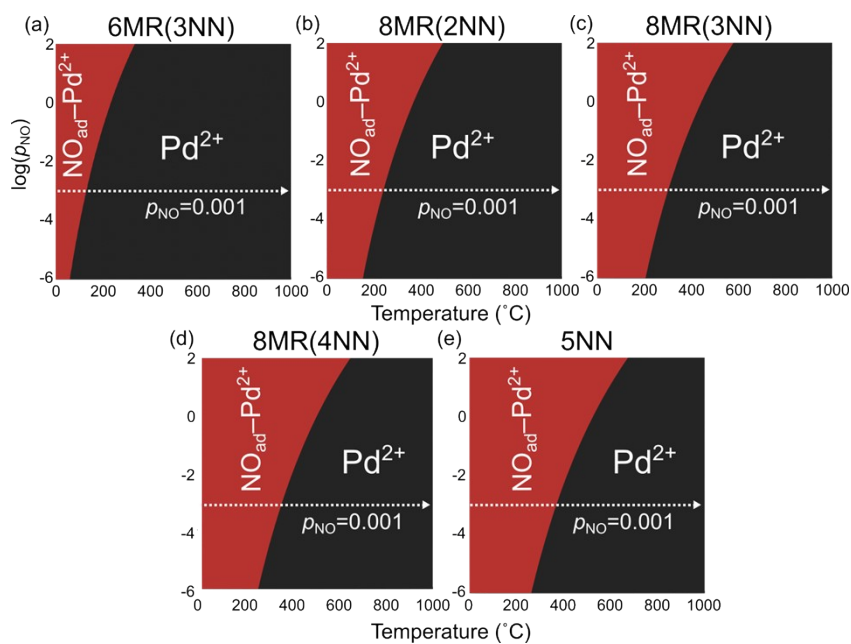 (a) 6MR(3NN)
2
0
-2
-4
-6
log(pNO)
NOad—Pd²⁺
Pd²⁺
pNO=0.001
0 200 400 600 800 1000
(b) 8MR(2NN)
2
0
-2
-4
-6
NOad—Pd²⁺
Pd²⁺
pNO=0.001
0 200 400 600 800 1000
(c) 8MR(3NN)
2
0
-2
-4
-6
NOad—Pd²⁺
Pd²⁺
pNO=0.001
0 200 400 600 800 1000
Temperature (˚C)
(d) 8MR(4NN)
2
0
-2
-4
-6
NOad—Pd²⁺
Pd²⁺
pNO=0.001
0 200 400 600 800 1000
(e) 5NN
2
0
-2
-4
-6
NOad—Pd²⁺
Pd²⁺
pNO=0.001
0 200 400 600 800 1000
Temperature (˚C)